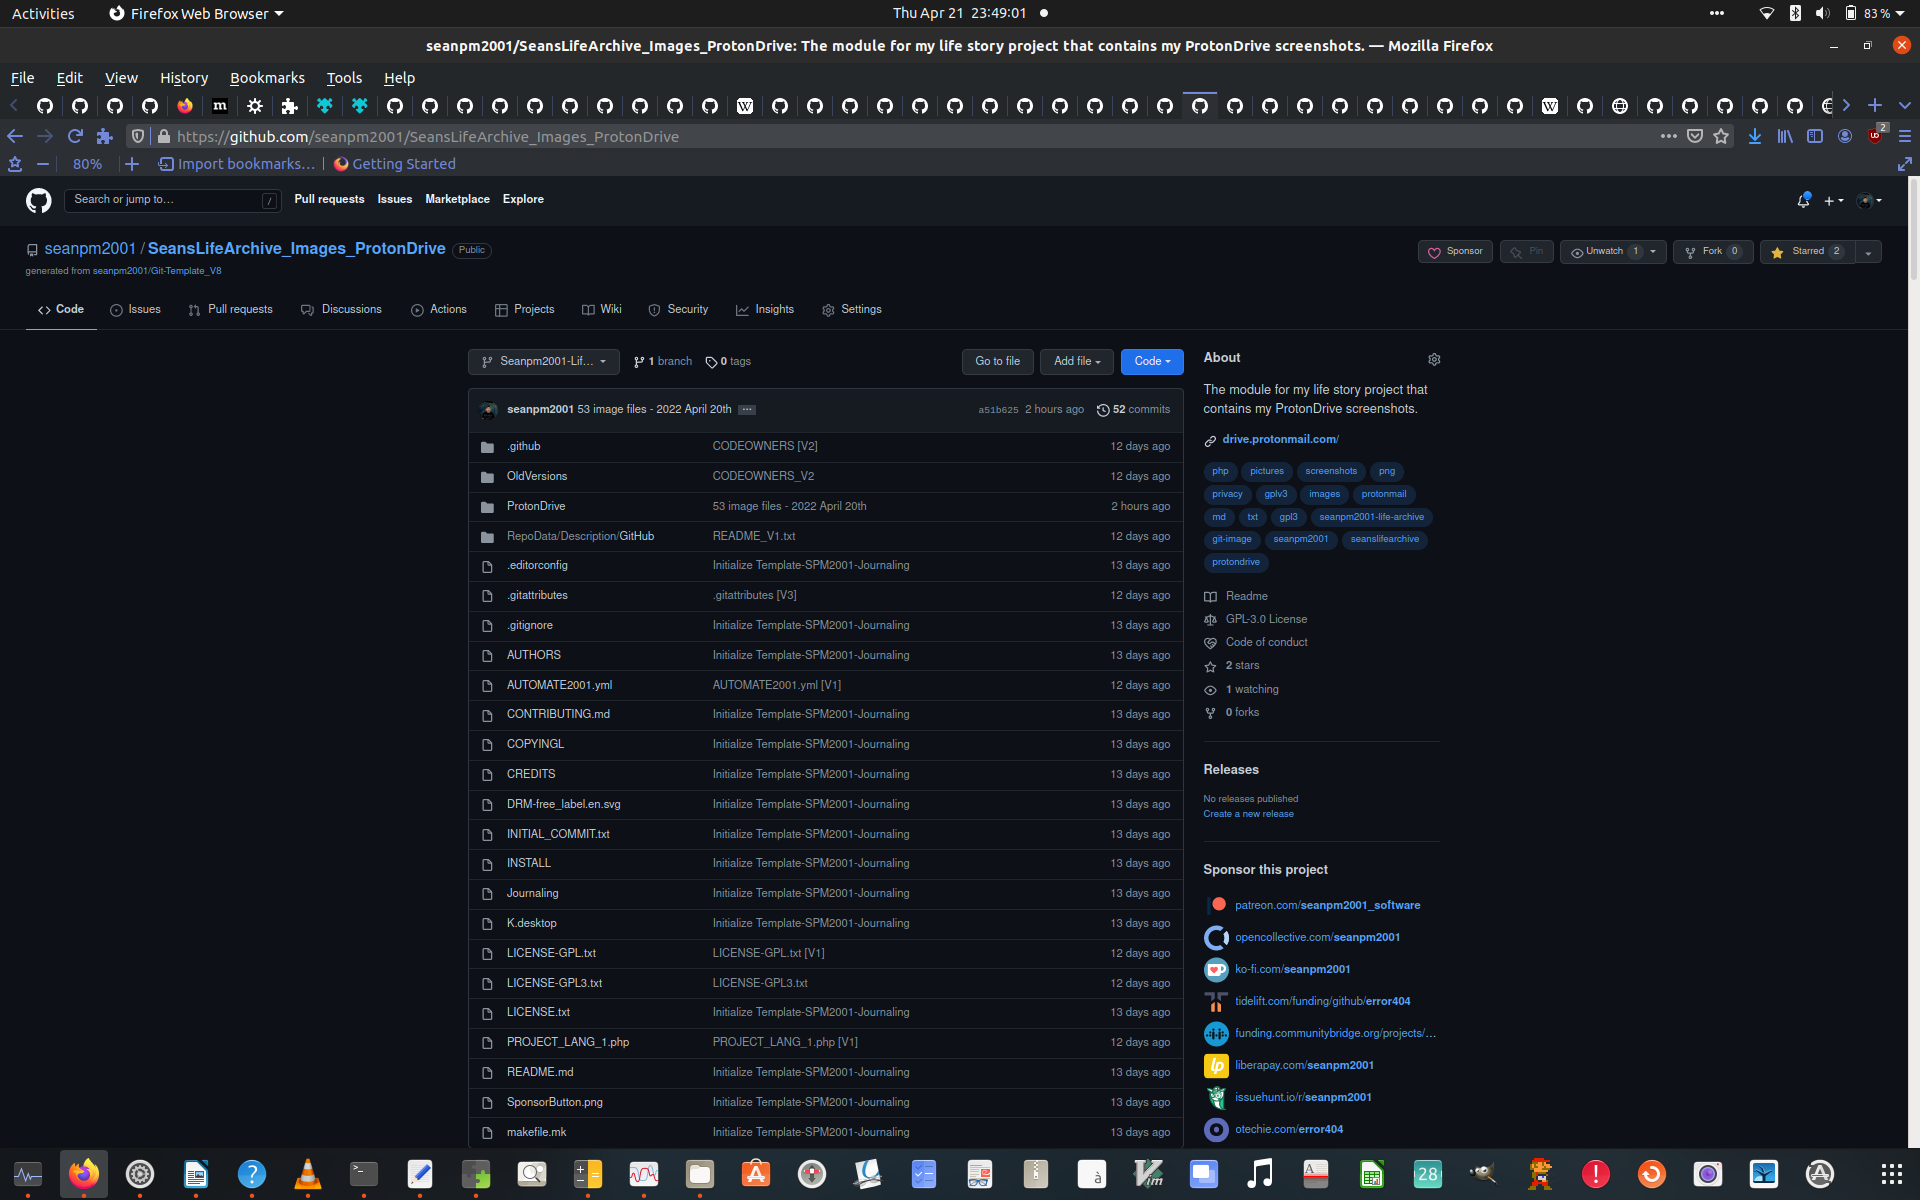 Activities
Firefox Web Browser
Thu Apr 21 23:49:01
83 %
seanpm2001/SeansLifeArchive_Images_ProtonDrive: The module for my life story project that contains my ProtonDrive screenshots. — Mozilla Firefox
File Edit View History Bookmarks Tools Help
https://github.com/seanpm2001/SeansLifeArchive_Images_ProtonDrive
2
80%
Import bookmarks…
Getting Started
Search or jump to… /
Pull requests Issues Marketplace Explore
seanpm2001 / SeansLifeArchive_Images_ProtonDrive Public
generated from seanpm2001/Git-Template_V8
Sponsor Pin Unwatch 1 Fork 0 Starred 2
Code Issues Pull requests Discussions Actions Projects Wiki Security Insights Settings
Seanpm2001-Lif… 1 branch 0 tags Go to file Add file Code
seanpm2001 53 image files - 2022 April 20th ... a51b625 2 hours ago 52 commits
.github CODEOWNERS [V2] 12 days ago
OldVersions CODEOWNERS_V2 12 days ago
ProtonDrive 53 image files - 2022 April 20th 2 hours ago
RepoData/Description/GitHub README_V1.txt 12 days ago
.editorconfig Initialize Template-SPM2001-Journaling 13 days ago
.gitattributes .gitattributes [V3] 12 days ago
.gitignore Initialize Template-SPM2001-Journaling 13 days ago
AUTHORS Initialize Template-SPM2001-Journaling 13 days ago
AUTOMATE2001.yml AUTOMATE2001.yml [V1] 12 days ago
CONTRIBUTING.md Initialize Template-SPM2001-Journaling 13 days ago
COPYINGL Initialize Template-SPM2001-Journaling 13 days ago
CREDITS Initialize Template-SPM2001-Journaling 13 days ago
DRM-free_label.en.svg Initialize Template-SPM2001-Journaling 13 days ago
INITIAL_COMMIT.txt Initialize Template-SPM2001-Journaling 13 days ago
INSTALL Initialize Template-SPM2001-Journaling 13 days ago
Journaling Initialize Template-SPM2001-Journaling 13 days ago
K.desktop Initialize Template-SPM2001-Journaling 13 days ago
LICENSE-GPL.txt LICENSE-GPL.txt [V1] 12 days ago
LICENSE-GPL3.txt LICENSE-GPL3.txt 12 days ago
LICENSE.txt Initialize Template-SPM2001-Journaling 13 days ago
PROJECT_LANG_1.php PROJECT_LANG_1.php [V1] 12 days ago
README.md Initialize Template-SPM2001-Journaling 13 days ago
SponsorButton.png Initialize Template-SPM2001-Journaling 13 days ago
makefile.mk Initialize Template-SPM2001-Journaling 13 days ago
About
The module for my life story project that
contains my ProtonDrive screenshots.
drive.protonmail.com/
php pictures screenshots png
privacy gplv3 images protonmail
md txt gpl3 seanpm2001-life-archive
git-image seanpm2001 seanslifearchive
protondrive
Readme
GPL-3.0 License
Code of conduct
2 stars
1 watching
0 forks
Releases
No releases published
Create a new release
Sponsor this project
patreon.com/seanpm2001_software
opencollective.com/seanpm2001
ko-fi.com/seanpm2001
tidelift.com/funding/github/error404
funding.communitybridge.org/projects/…
liberapay.com/seanpm2001
issuehunt.io/r/seanpm2001
otechie.com/error404
28